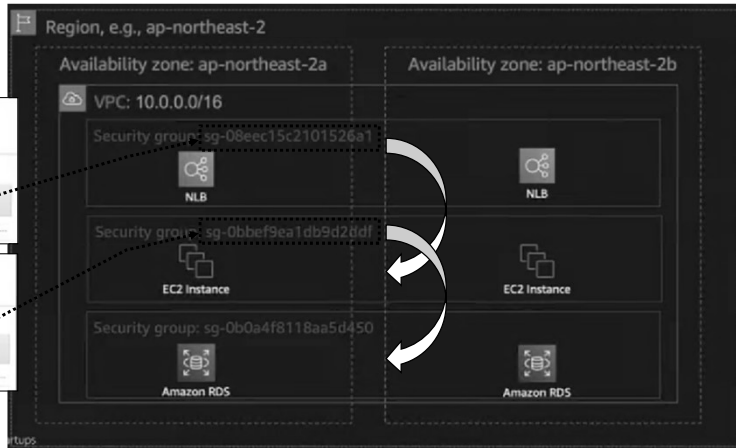 Region, e.g., ap-northeast-2
Availability zone: ap-northeast-2a
Availability zone: ap-northeast-2b
VPC: 10.0.0.0/16
Security group: sg-08eec15c2101526a1
NLB
NLB
Security group: sg-0bbef9ea1db9d2ddf
EC2 Instance
EC2 Instance
Security group: sg-0b0a4f8118aa5d450
Amazon RDS
Amazon RDS
rtups